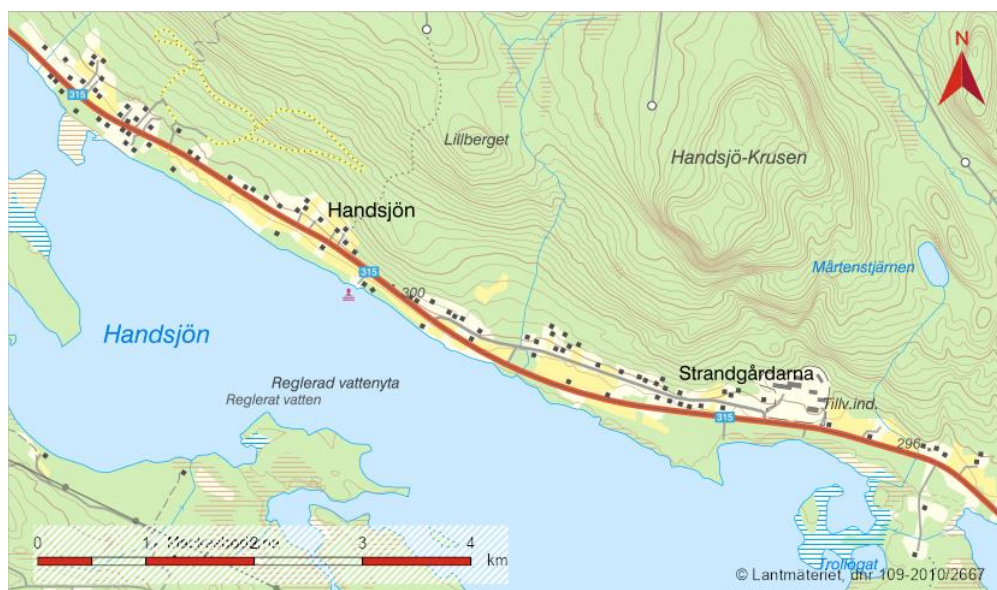 N
315
Lillberget
Handsjö-Krusen
Handsjön
Mårtenstjärnen
315
300
Handsjön
Strandgårdarna
Reglerad vattenyta
Reglerat vatten
Tillv.ind.
315
296
0 1 2 3 4
km
Trollogat
© Lantmäteriet, dnr 109-2010/2667